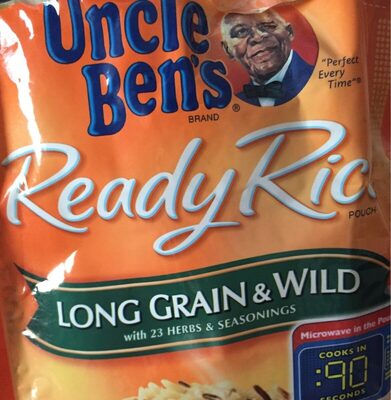 Uncle
Ben's®
BRAND
"Perfect
Every
Time"®
Ready Ric
POUCH
LONG GRAIN & WILD
with 23 HERBS & SEASONINGS
Microwave in the Pou
COOKS IN
:90
SECONDS